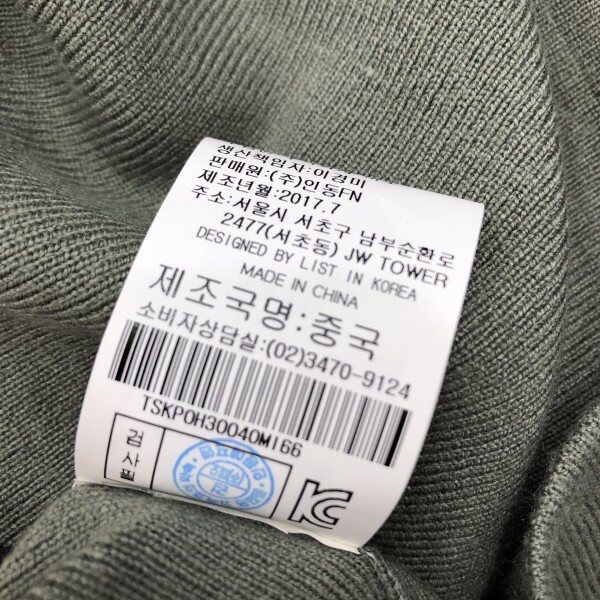 생산책임자:이경미
판매원:(주)인동FN
제조년월:2017.7
주소:서울시 서초구 남부순환로
2477(서초동) JW TOWER
DESIGNED BY LIST IN KOREA
MADE IN CHINA
제조국명:중국
소비자상담실:(02)3470-9124
TSKPOH30040MI66
검사필